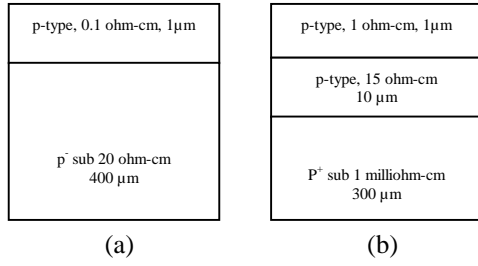 p-type, 0.1 ohm-cm, 1µm
p⁻ sub 20 ohm-cm
400 µm
(a)
p-type, 1 ohm-cm, 1µm
p-type, 15 ohm-cm
10 µm
P⁺ sub 1 milliohm-cm
300 µm
(b)